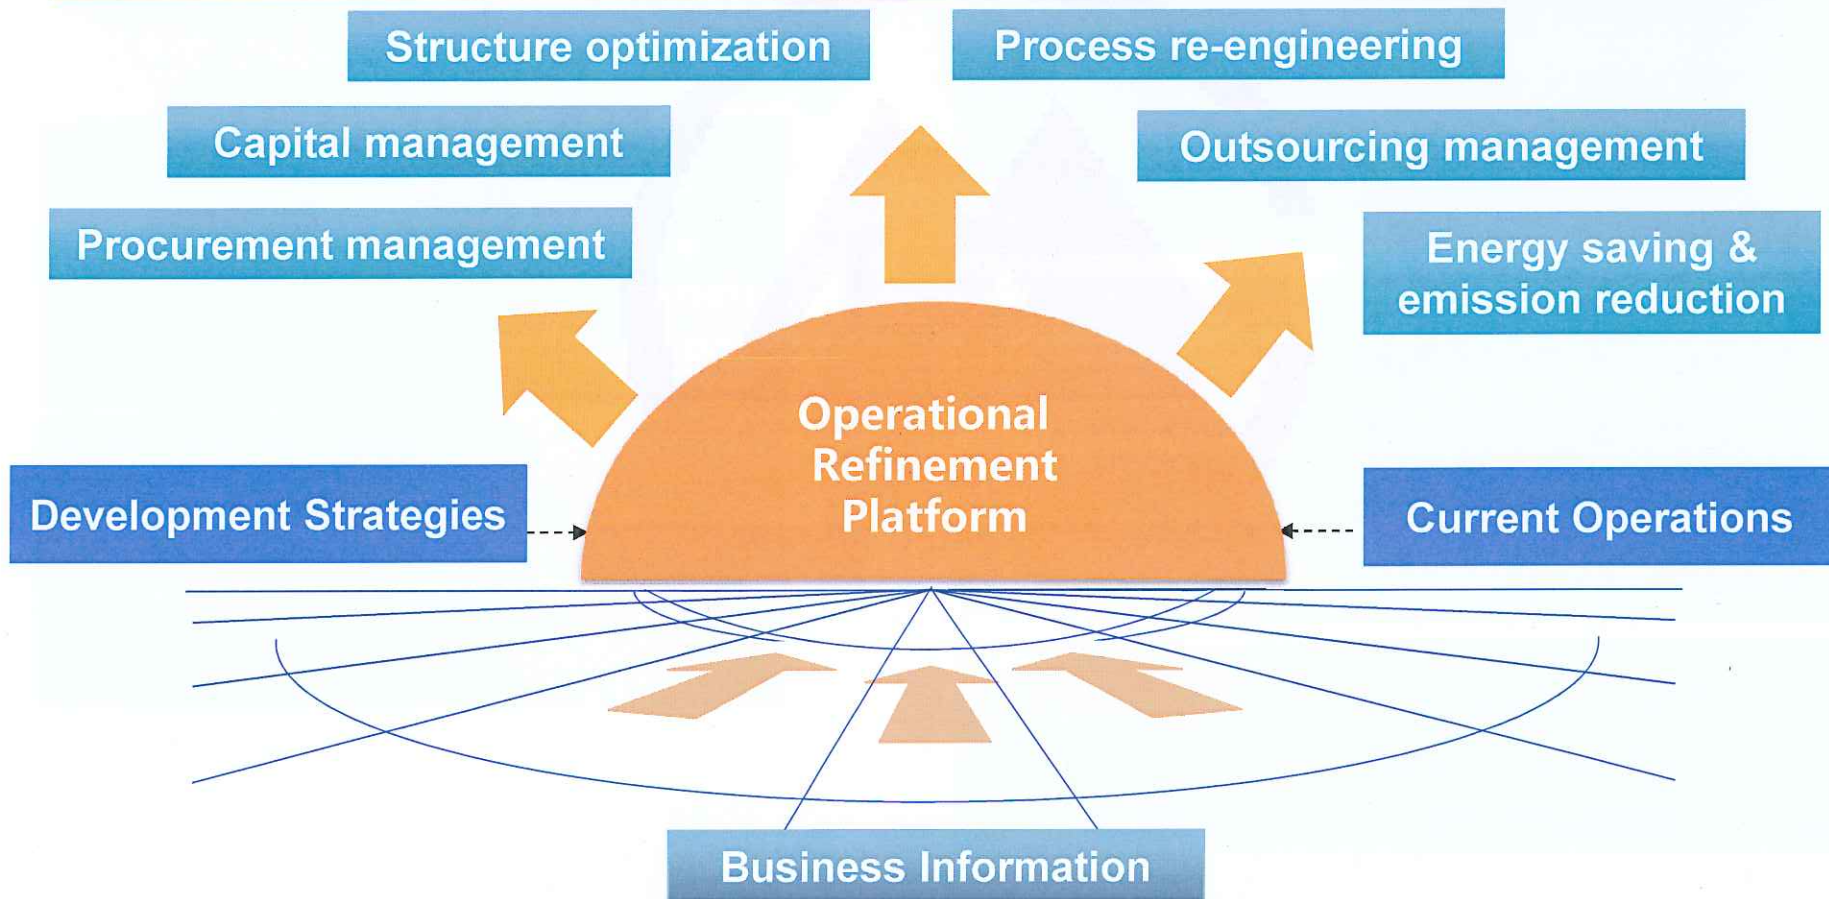 Structure optimization
Process re-engineering
Capital management
Outsourcing management
Procurement management
Energy saving &
emission reduction
Operational
Refinement
Platform
Development Strategies
Current Operations
Business Information